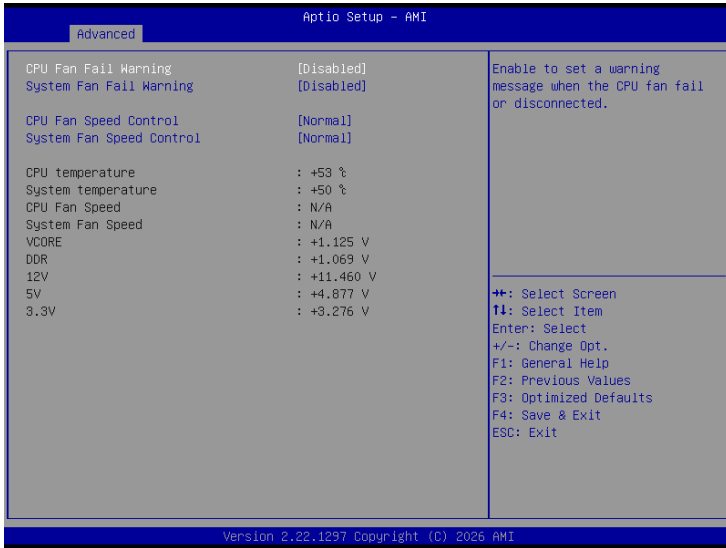 Aptio Setup – AMI
Advanced
CPU Fan Fail Warning [Disabled]
System Fan Fail Warning [Disabled]
CPU Fan Speed Control [Normal]
System Fan Speed Control [Normal]
CPU temperature : +53 ℃
System temperature : +50 ℃
CPU Fan Speed : N/A
System Fan Speed : N/A
VCORE : +1.125 V
DDR : +1.069 V
12V : +11.460 V
5V : +4.877 V
3.3V : +3.276 V
Enable to set a warning
message when the CPU fan fail
or disconnected.
→←: Select Screen
↑↓: Select Item
Enter: Select
+/-: Change Opt.
F1: General Help
F2: Previous Values
F3: Optimized Defaults
F4: Save & Exit
ESC: Exit
Version 2.22.1297 Copyright (C) 2026 AMI